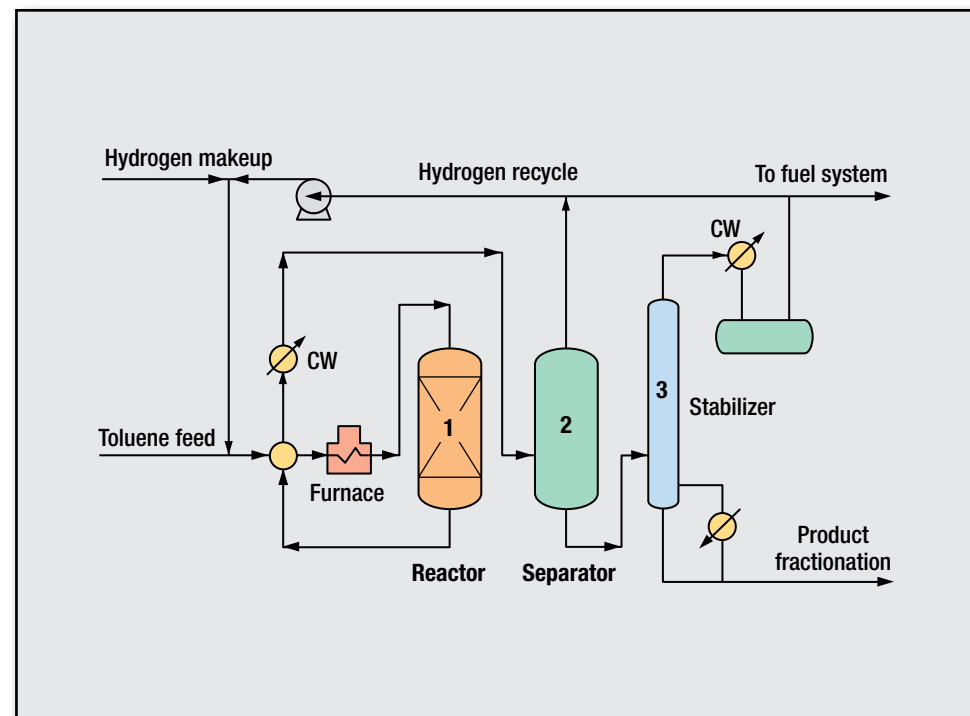 Hydrogen makeup
Hydrogen recycle
To fuel system
CW
CW
1
2
3
Stabilizer
Toluene feed
Furnace
Reactor
Separator
Product
fractionation